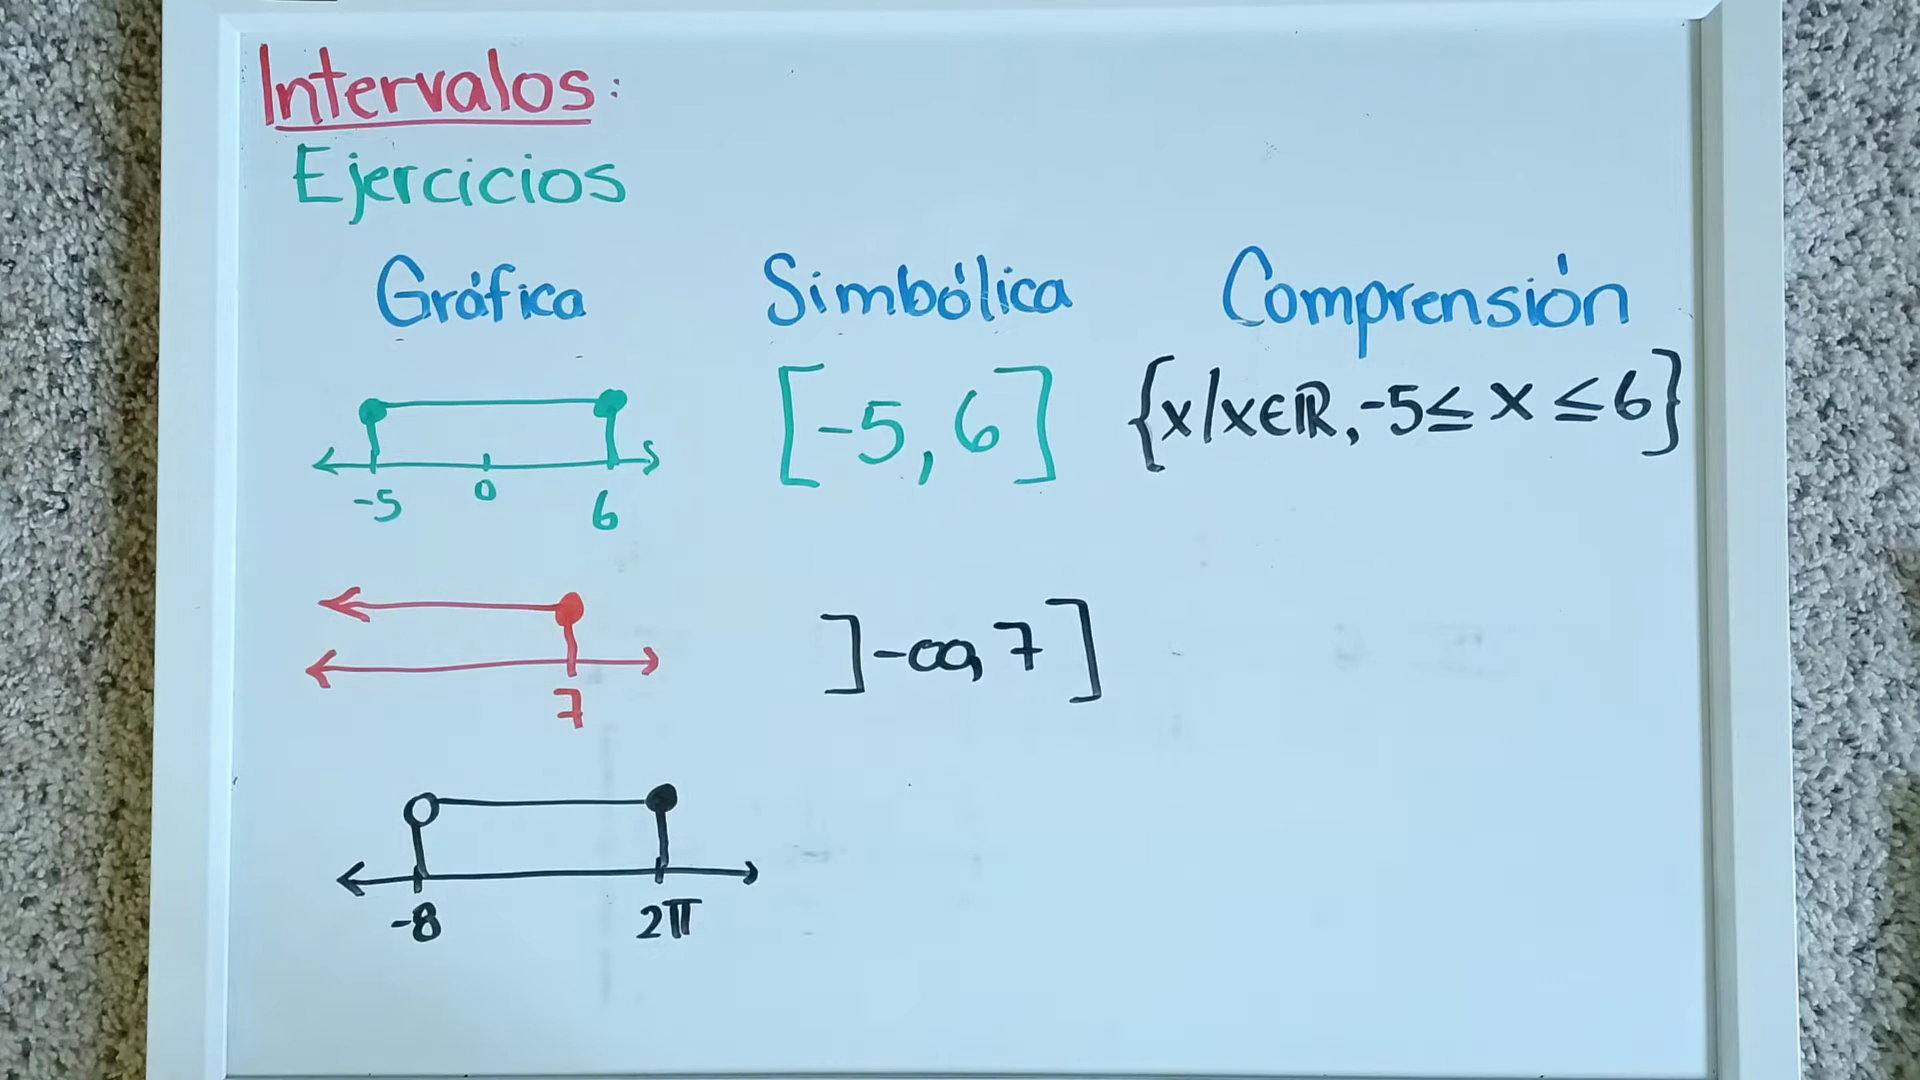 Intervalos:
Ejercicios
Gráfica Simbólica Comprensión
[-5, 6] {x/x∈ℝ, -5≤ x ≤6}
-5 0 6
]-∞, 7]
7
-8 2π